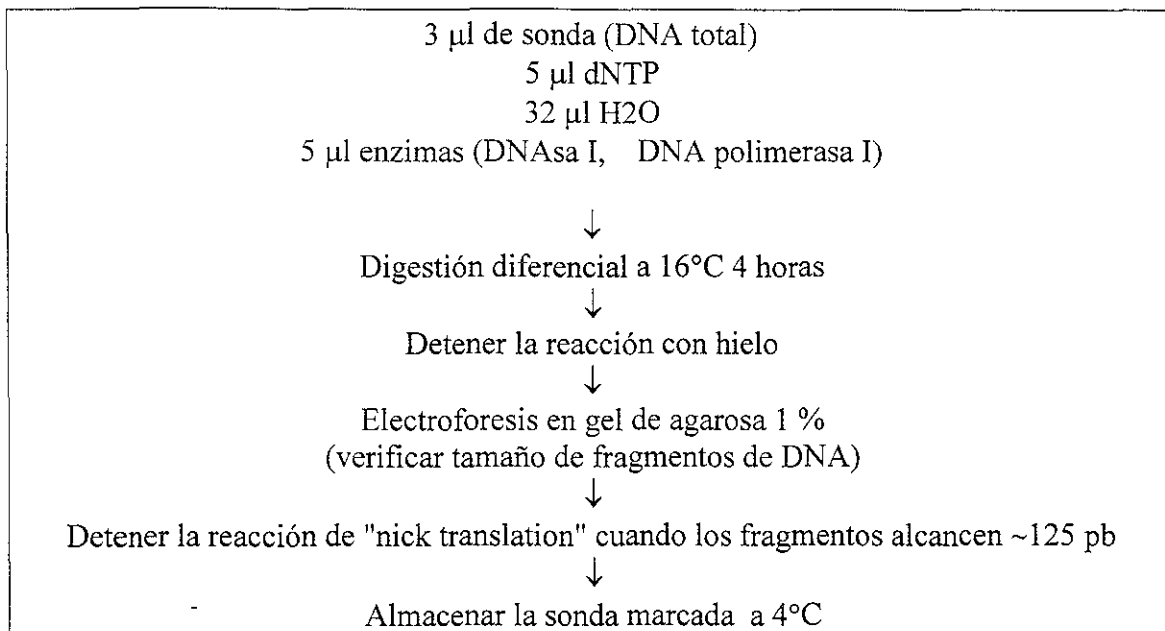 3 µl de sonda (DNA total)
5 µl dNTP
32 µl H2O
5 µl enzimas (DNAsa I, DNA polimerasa I)
↓
Digestión diferencial a 16°C 4 horas
↓
Detener la reacción con hielo
↓
Electroforesis en gel de agarosa 1 %
(verificar tamaño de fragmentos de DNA)
↓
Detener la reacción de "nick translation" cuando los fragmentos alcancen ~125 pb
↓
Almacenar la sonda marcada a 4°C